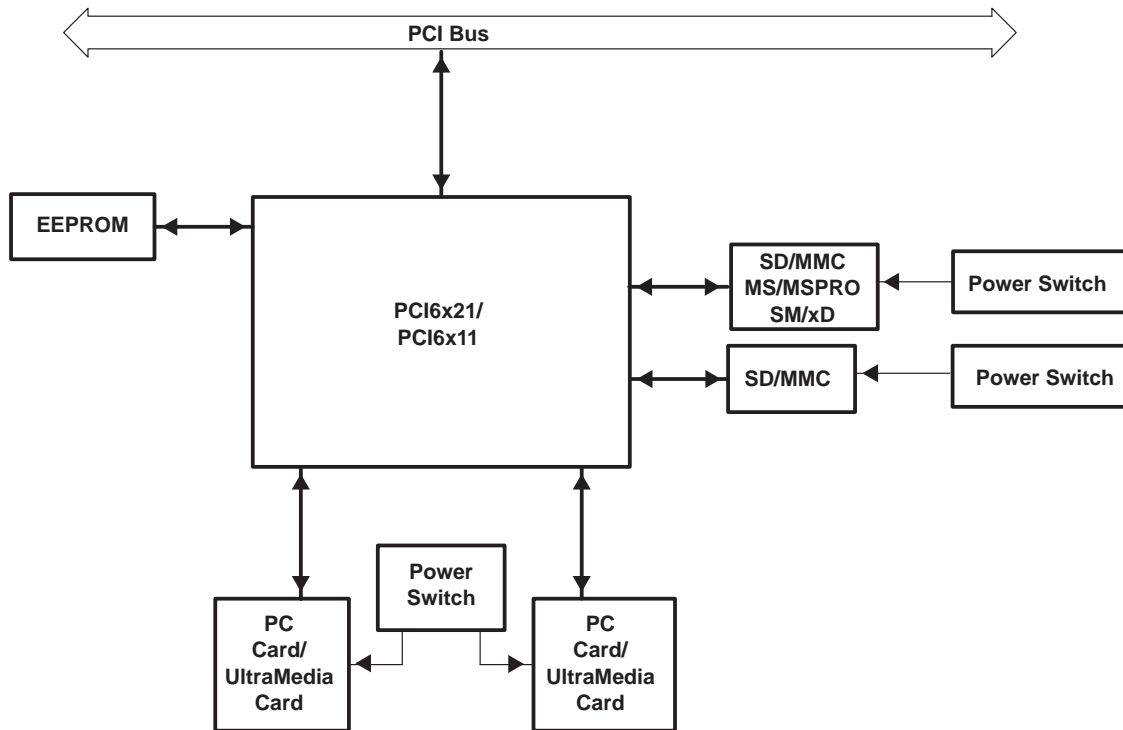 PCI Bus
EEPROM
PCI6x21/
PCI6x11
SD/MMC
MS/MSPRO
SM/xD
Power Switch
SD/MMC
Power Switch
Power
Switch
PC
Card/
UltraMedia
Card
PC
Card/
UltraMedia
Card